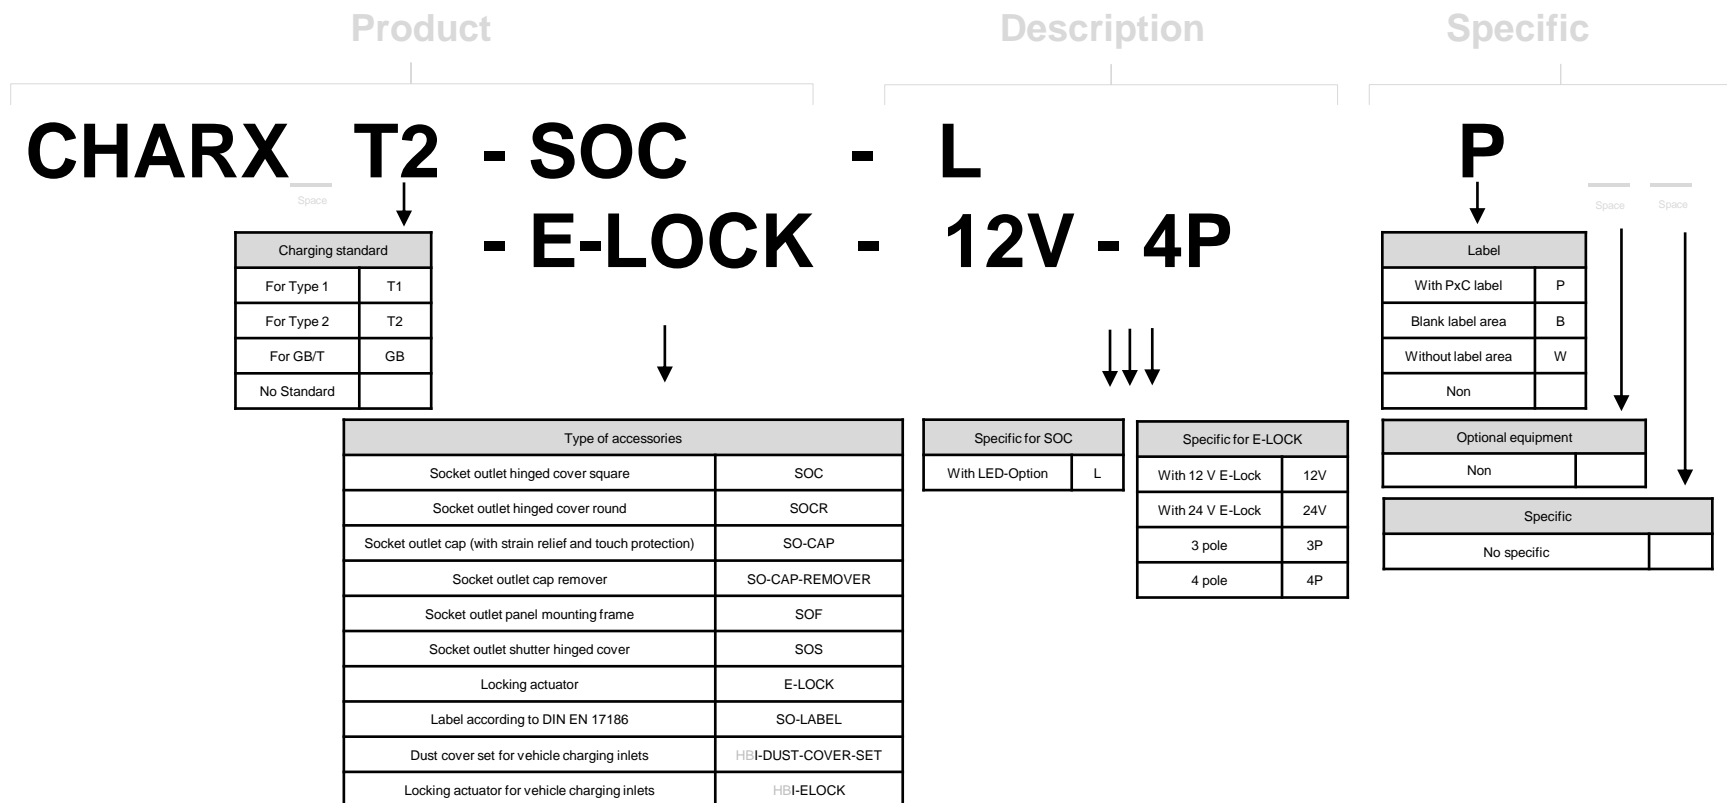 Product Description Specific
CHARX T2 - SOC - L P
Space Space Space
- E-LOCK - 12V - 4P
Charging standard
For Type 1 T1
For Type 2 T2
For GB/T GB
No Standard
Label
With PxC label P
Blank label area B
Without label area W
Non
Type of accessories
Socket outlet hinged cover square SOC
Socket outlet hinged cover round SOCR
Socket outlet cap (with strain relief and touch protection) SO-CAP
Socket outlet cap remover SO-CAP-REMOVER
Socket outlet panel mounting frame SOF
Socket outlet shutter hinged cover SOS
Locking actuator E-LOCK
Label according to DIN EN 17186 SO-LABEL
Dust cover set for vehicle charging inlets HBI-DUST-COVER-SET
Locking actuator for vehicle charging inlets HBI-ELOCK
Specific for SOC
With LED-Option L
Specific for E-LOCK
With 12 V E-Lock 12V
With 24 V E-Lock 24V
3 pole 3P
4 pole 4P
Optional equipment
Non
Specific
No specific